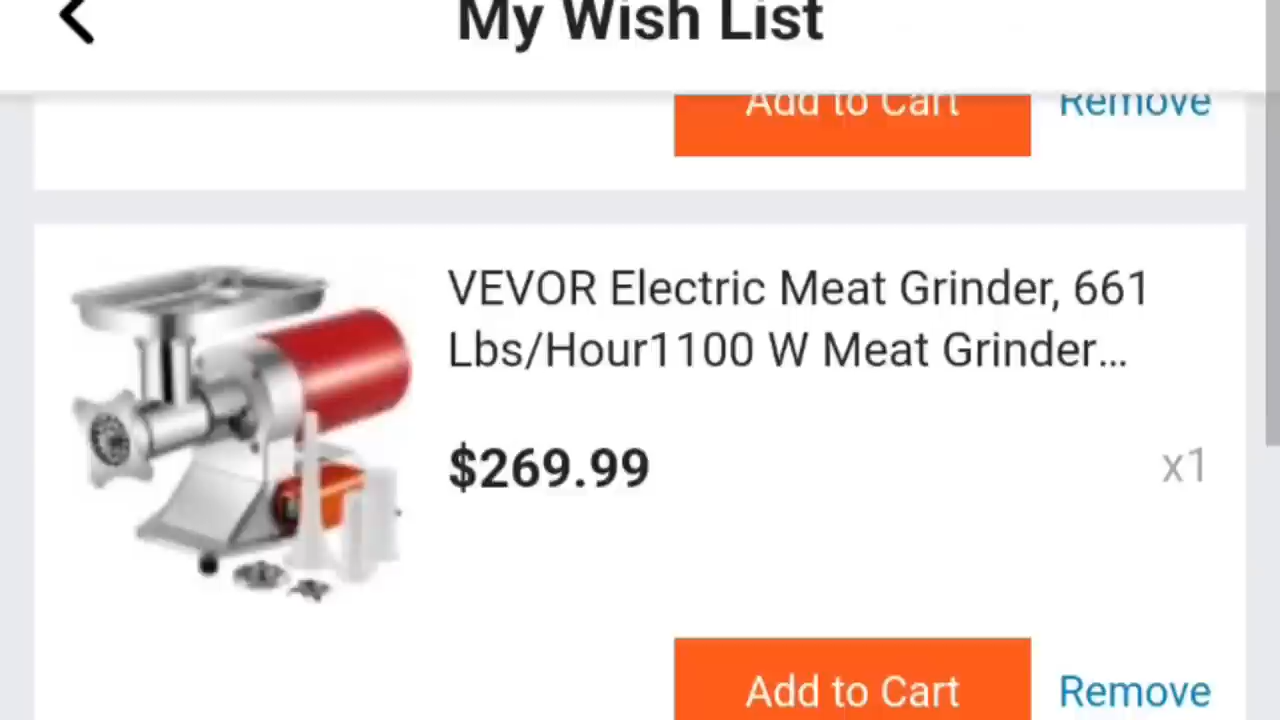 My Wish List
Add to Cart Remove
VEVOR Electric Meat Grinder, 661
Lbs/Hour1100 W Meat Grinder...
$269.99 x1
Add to Cart Remove